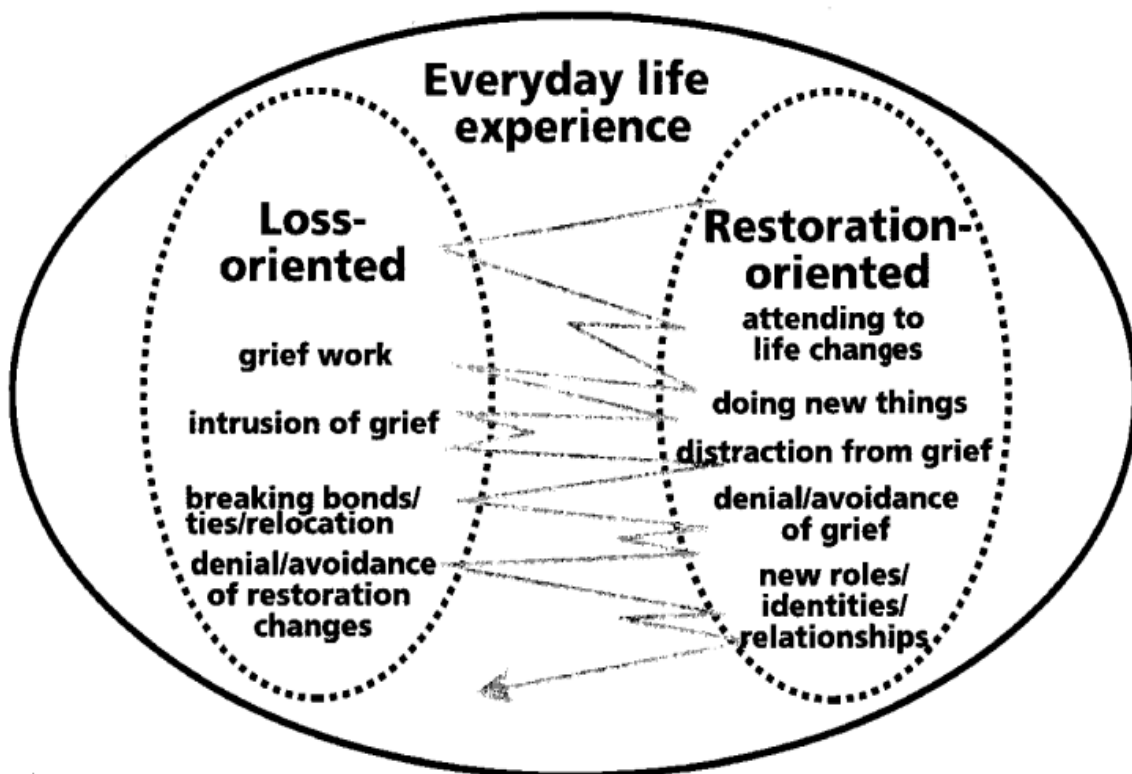 Everyday life
experience
Loss-
oriented
grief work
intrusion of grief
breaking bonds/
ties/relocation
denial/avoidance
of restoration
changes
Restoration-
oriented
attending to
life changes
doing new things
distraction from grief
denial/avoidance
of grief
new roles/
identities/
relationships